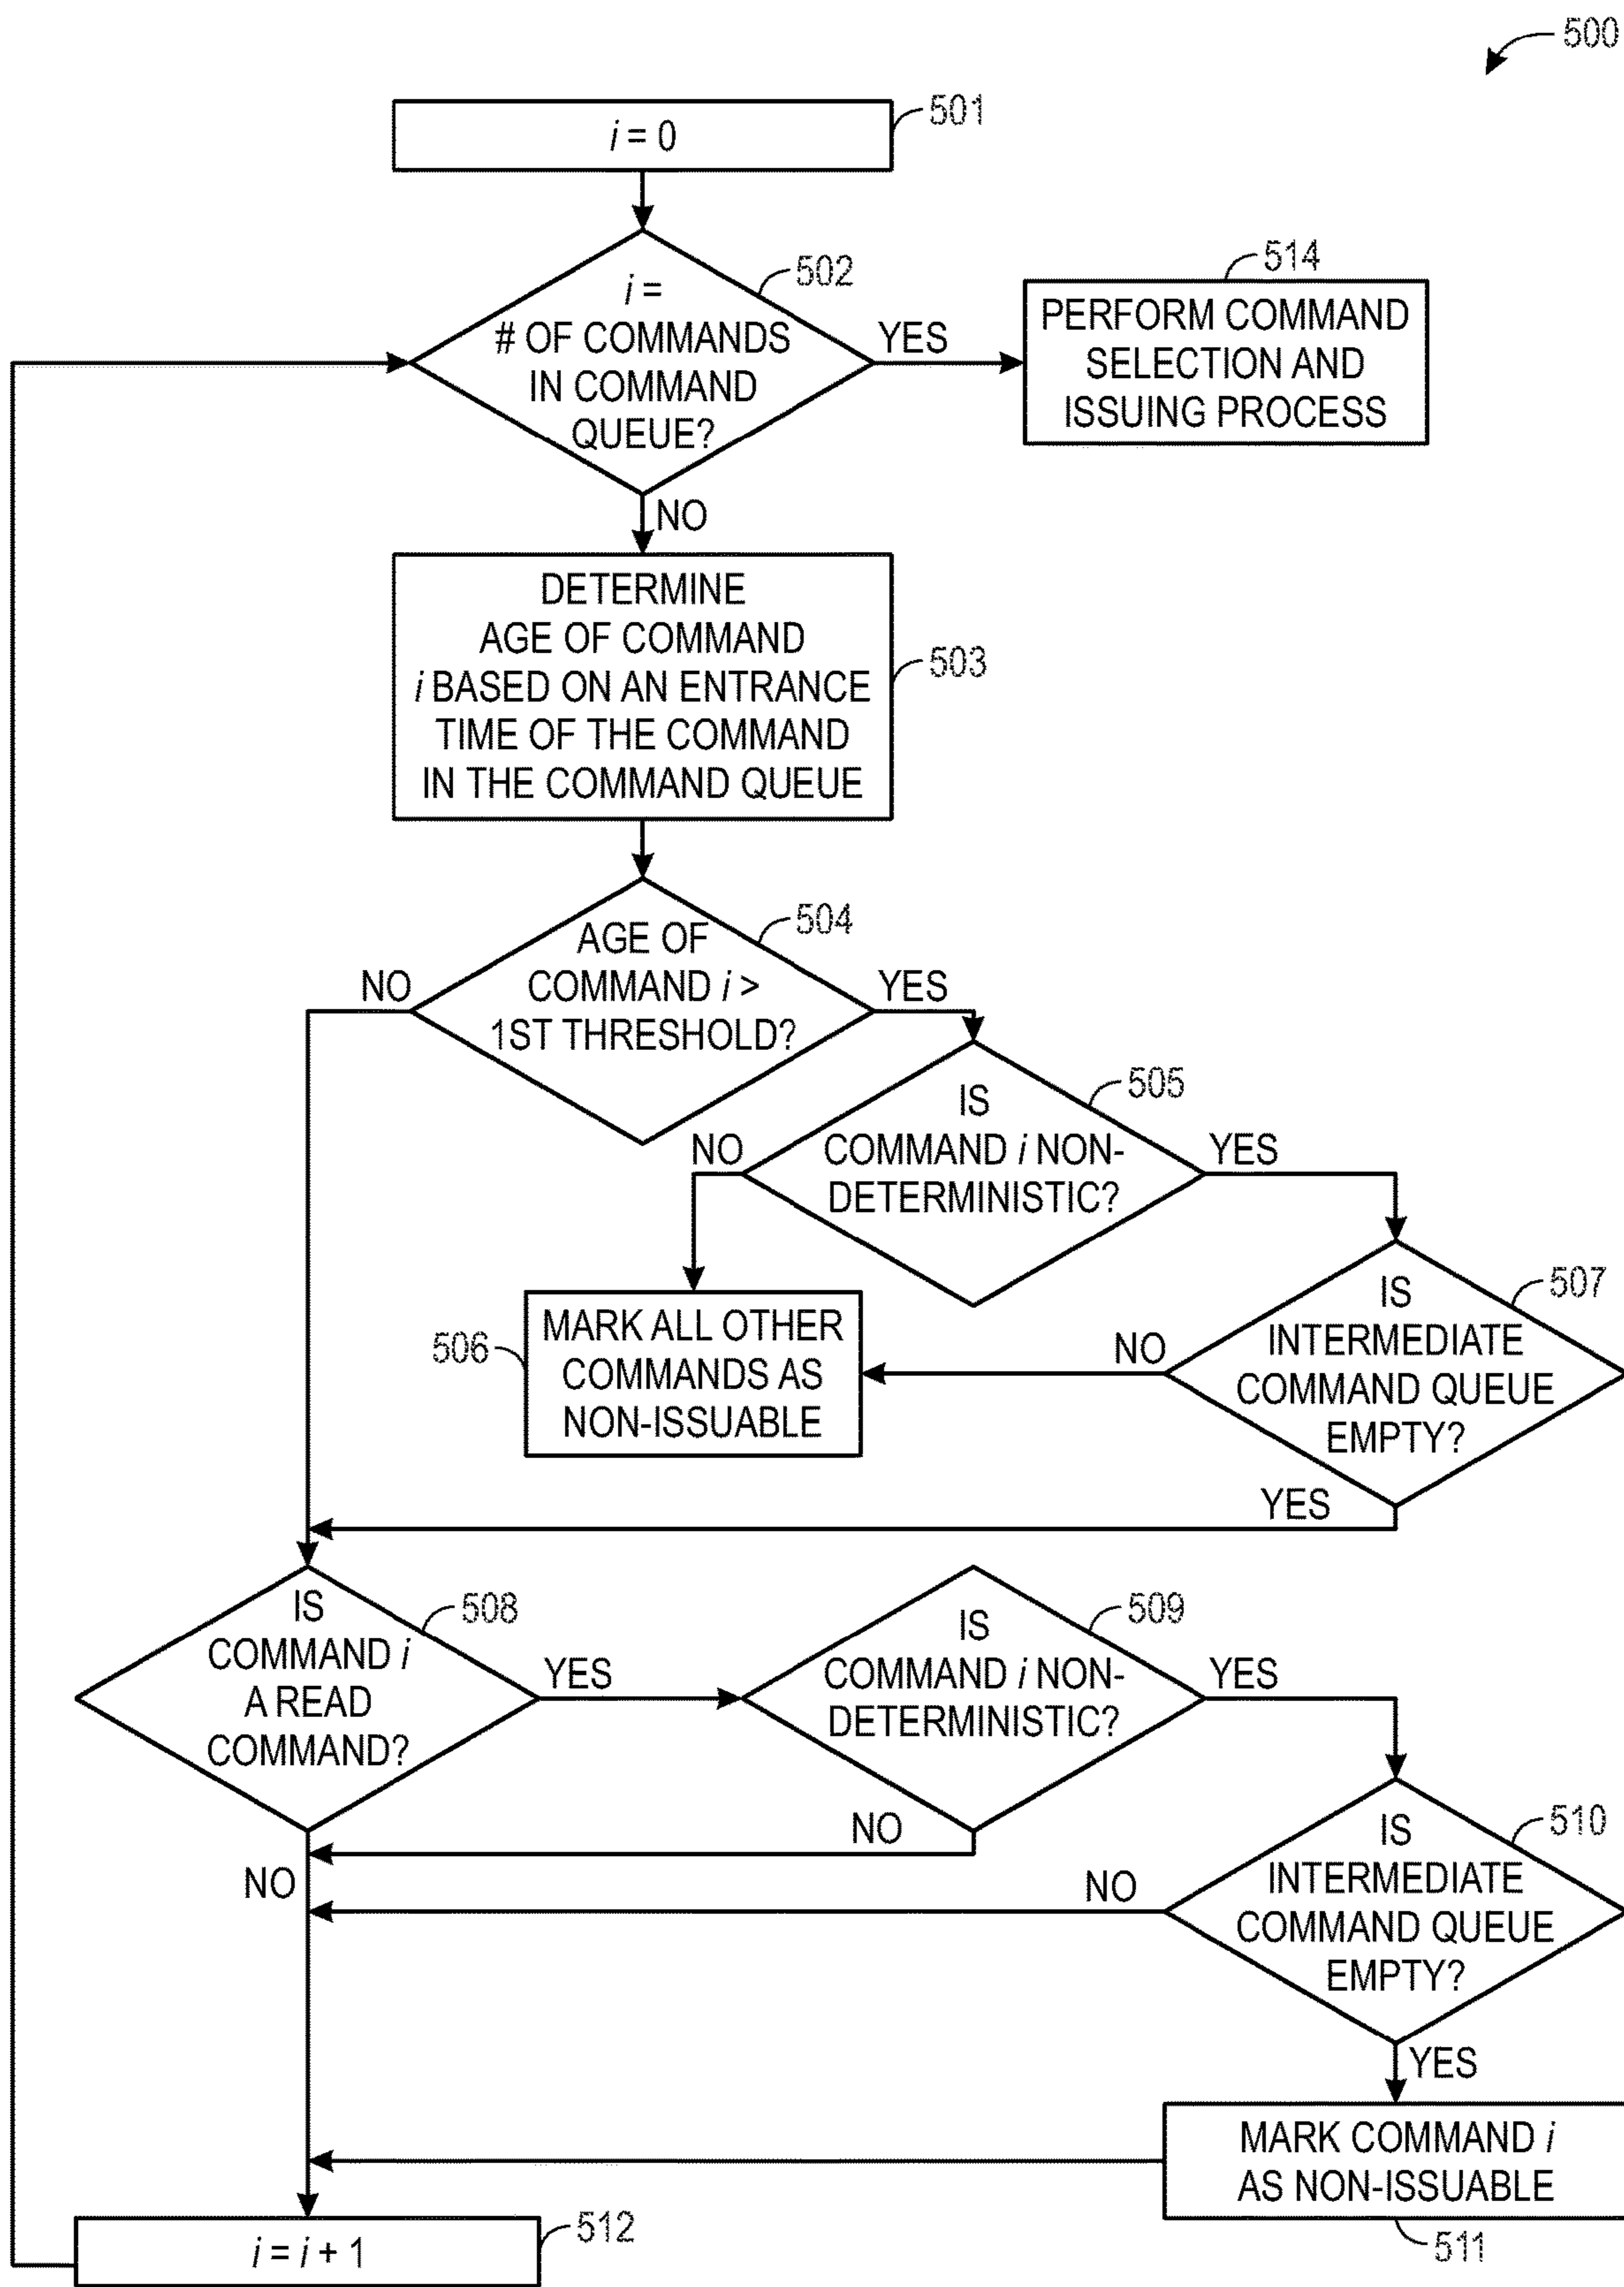 500
501
i = 0
502
i =
# OF COMMANDS
IN COMMAND
QUEUE?
YES
514
PERFORM COMMAND
SELECTION AND
ISSUING PROCESS
NO
DETERMINE
AGE OF COMMAND
i BASED ON AN ENTRANCE
TIME OF THE COMMAND
IN THE COMMAND QUEUE
503
504
AGE OF
COMMAND i >
1ST THRESHOLD?
NO
YES
505
IS
COMMAND i NON-
DETERMINISTIC?
NO
YES
506
MARK ALL OTHER
COMMANDS AS
NON-ISSUABLE
507
IS
INTERMEDIATE
COMMAND QUEUE
EMPTY?
NO
YES
508
IS
COMMAND i
A READ
COMMAND?
YES
509
IS
COMMAND i NON-
DETERMINISTIC?
YES
NO
NO
510
IS
INTERMEDIATE
COMMAND QUEUE
EMPTY?
NO
YES
MARK COMMAND i
AS NON-ISSUABLE
511
512
i = i + 1